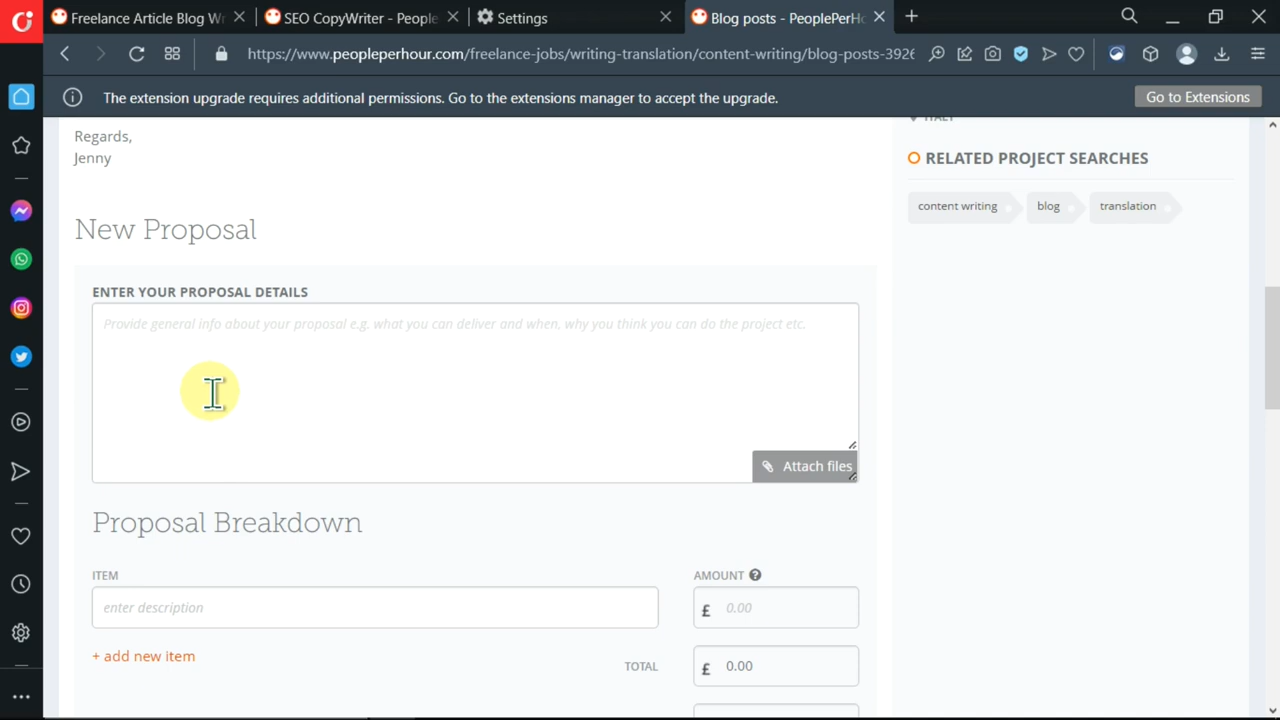 Freelance Article Blog Wr
SEO CopyWriter - People
Settings
Blog posts - PeoplePerHo
https://www.peopleperhour.com/freelance-jobs/writing-translation/content-writing/blog-posts-3926
The extension upgrade requires additional permissions. Go to the extensions manager to accept the upgrade.
Go to Extensions
Regards,
Jenny
ITALY
RELATED PROJECT SEARCHES
content writing
blog
translation
New Proposal
ENTER YOUR PROPOSAL DETAILS
Provide general info about your proposal e.g. what you can deliver and when, why you think you can do the project etc.
Attach files
Proposal Breakdown
ITEM
AMOUNT ?
enter description
£ 0.00
+ add new item
TOTAL
£ 0.00